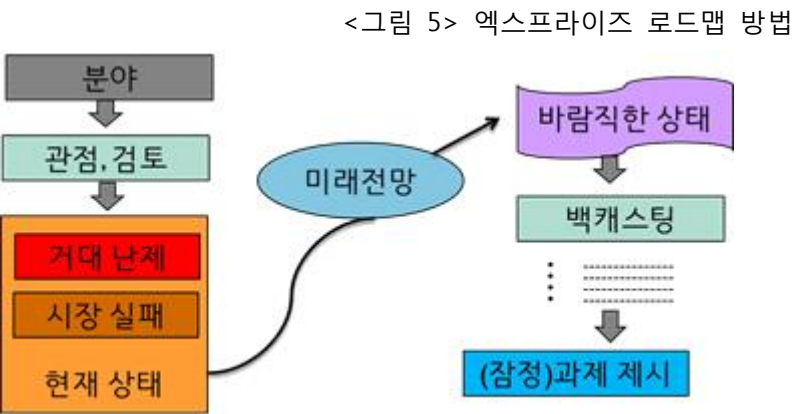 <그림 5> 엑스프라이즈 로드맵 방법
분야
관점,검토
거대 난제
시장 실패
현재 상태
미래전망
바람직한 상태
백캐스팅
(잠정)과제 제시